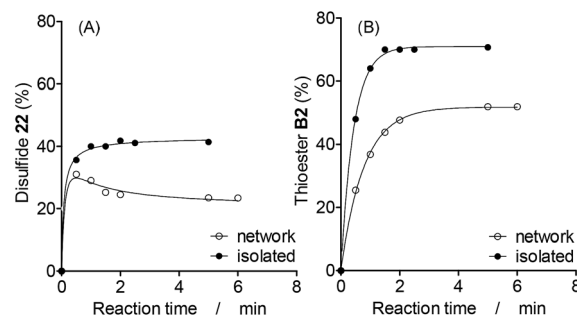 (A)
Disulfide 22 (%)
80
60
40
20
0
0 2 4 6 8
network
isolated
Reaction time / min
(B)
Thioester B2 (%)
80
60
40
20
0
0 2 4 6 8
network
isolated
Reaction time / min